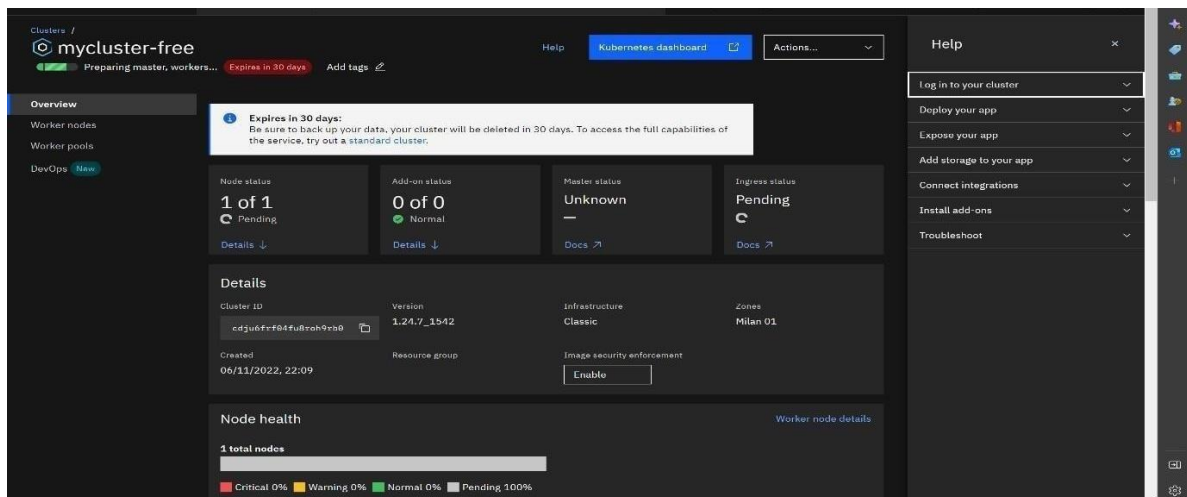 Clusters /
mycluster-free
Preparing master, workers... Expires in 30 days Add tags
Help
Kubernetes dashboard
Actions...
Overview
Worker nodes
Worker pools
DevOps New
Expires in 30 days:
Be sure to back up your data, your cluster will be deleted in 30 days. To access the full capabilities of
the service, try out a standard cluster.
Node status
1 of 1
Pending
Details ↓
Add-on status
0 of 0
Normal
Details ↓
Master status
Unknown
—
Docs ↗
Ingress status
Pending
Docs ↗
Details
Cluster ID
Version
1.24.7_1542
Infrastructure
Classic
Zones
Milan 01
Created
06/11/2022, 22:09
Resource group
Image security enforcement
Enable
Node health
Worker node details
1 total nodes
Critical 0% Warning 0% Normal 0% Pending 100%
Help
Log in to your cluster
Deploy your app
Expose your app
Add storage to your app
Connect integrations
Install add-ons
Troubleshoot